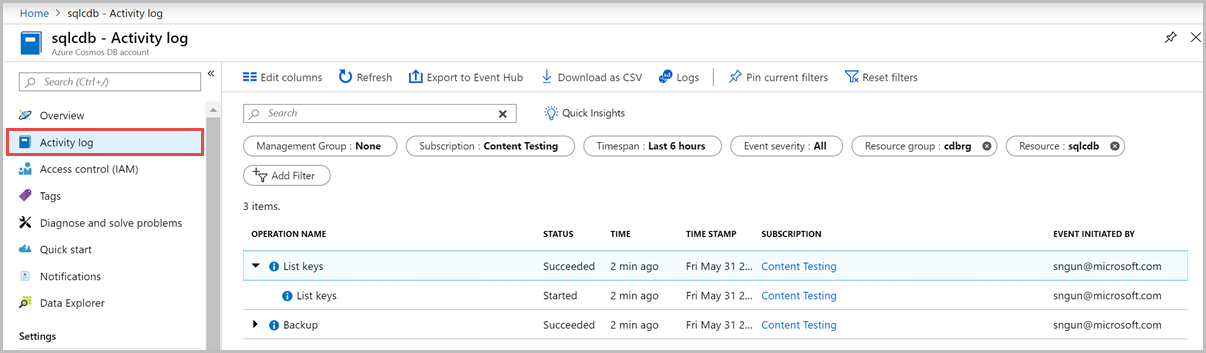 Home > sqlcdb - Activity log
sqlcdb - Activity log
Azure Cosmos DB account
Search (Ctrl+/)
«
Overview
Activity log
Access control (IAM)
Tags
Diagnose and solve problems
Quick start
Notifications
Data Explorer
Settings
Edit columns Refresh Export to Event Hub Download as CSV Logs Pin current filters Reset filters
Search Quick Insights
Management Group : None Subscription : Content Testing Timespan : Last 6 hours Event severity : All Resource group : cdbrg Resource : sqlcdb
Add Filter
3 items.
OPERATION NAME STATUS TIME TIME STAMP SUBSCRIPTION EVENT INITIATED BY
List keys Succeeded 2 min ago Fri May 31 2... Content Testing sngun@microsoft.com
List keys Started 2 min ago Fri May 31 2... Content Testing sngun@microsoft.com
Backup Succeeded 2 min ago Fri May 31 2... Content Testing sngun@microsoft.com